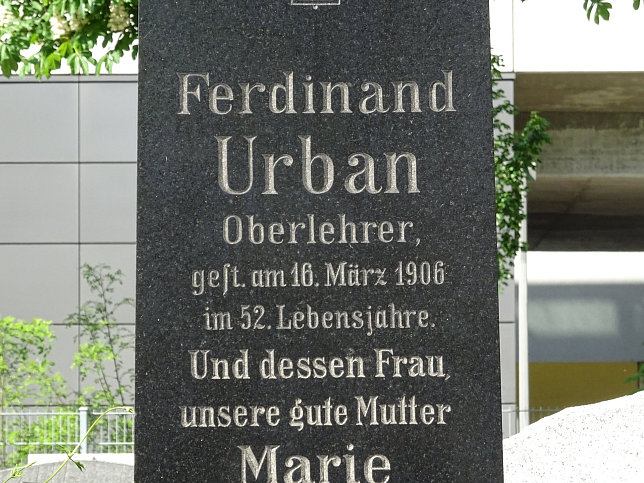 Ferdinand
Urban
Oberlehrer,
geſt. am 16. März 1906
im 52. Lebensjahre.
Und dessen Frau,
unsere gute Mutter
Marie